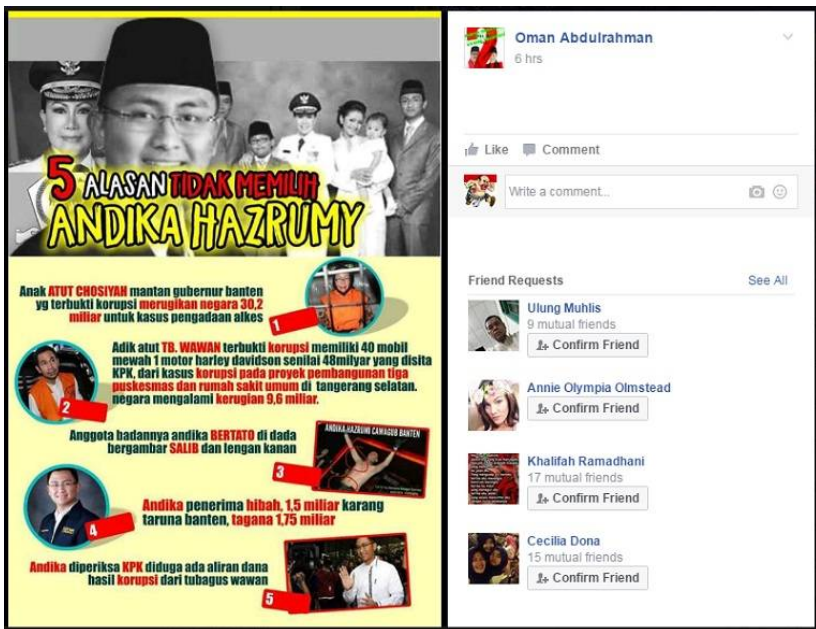 5 ALASAN TIDAK MEMILIH
ANDIKA HAZRUMY
Anak ATUT CHOSIYAH mantan gubernur banten
yg terbukti korupsi merugikan negara 30,2
miliar untuk kasus pengadaan alkes
1
Adik atut TB. WAWAN terbukti korupsi memiliki 40 mobil
mewah 1 motor harley davidson senilai 48milyar yang disita
KPK, dari kasus korupsi pada proyek pembangunan tiga
puskesmas dan rumah sakit umum di tangerang selatan.
negara mengalami kerugian 9,6 miliar.
2
Anggota badannya andika BERTATO di dada
bergambar SALIB dan lengan kanan
ANDIKA HAZRUMI CAWAGUB BANTEN
3
Andika penerima hibah, 1,5 miliar karang
taruna banten, tagana 1,75 miliar
4
Andika diperiksa KPK diduga ada aliran dana
hasil korupsi dari tubagus wawan
5
Oman Abdulrahman
6 hrs
Like Comment
Write a comment...
Friend Requests See All
Ulung Muhlis
9 mutual friends
Confirm Friend
Annie Olympia Olmstead
Confirm Friend
Khalifah Ramadhani
17 mutual friends
Confirm Friend
Cecilia Dona
15 mutual friends
Confirm Friend